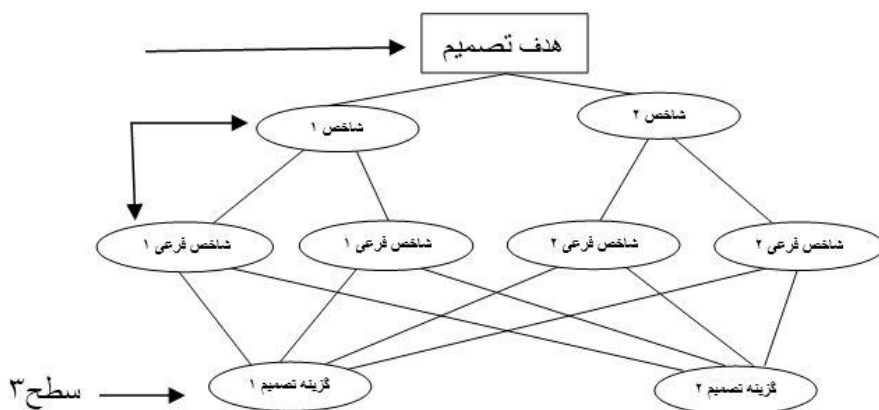 هدف تصمیم
شاخص ۲
شاخص ۱
شاخص فرعی ۲
شاخص فرعی ۲
شاخص فرعی ۱
شاخص فرعی ۱
گزینه تصمیم ۲
گزینه تصمیم ۱
سطح۳